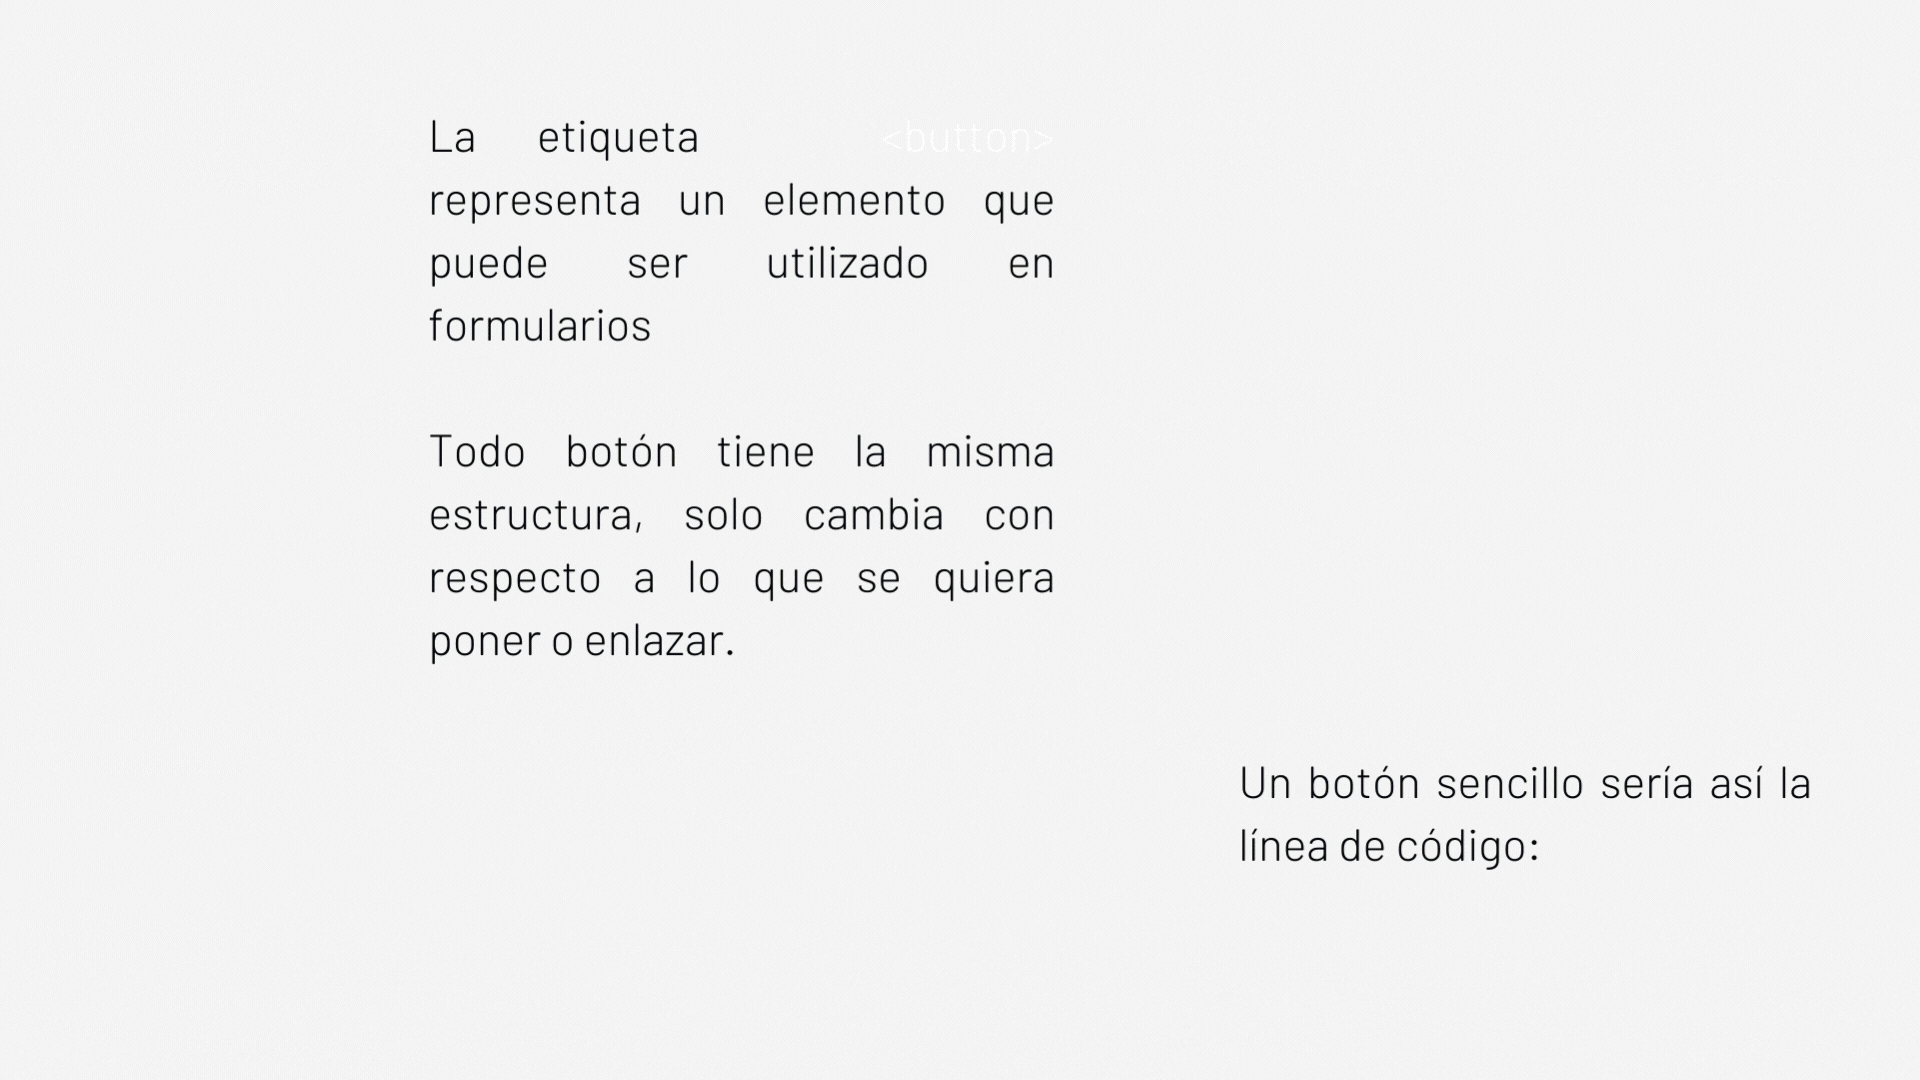 La etiqueta <button>
representa un elemento que
puede ser utilizado en
formularios
Todo botón tiene la misma
estructura, solo cambia con
respecto a lo que se quiera
poner o enlazar.
Un botón sencillo sería así la
línea de código: